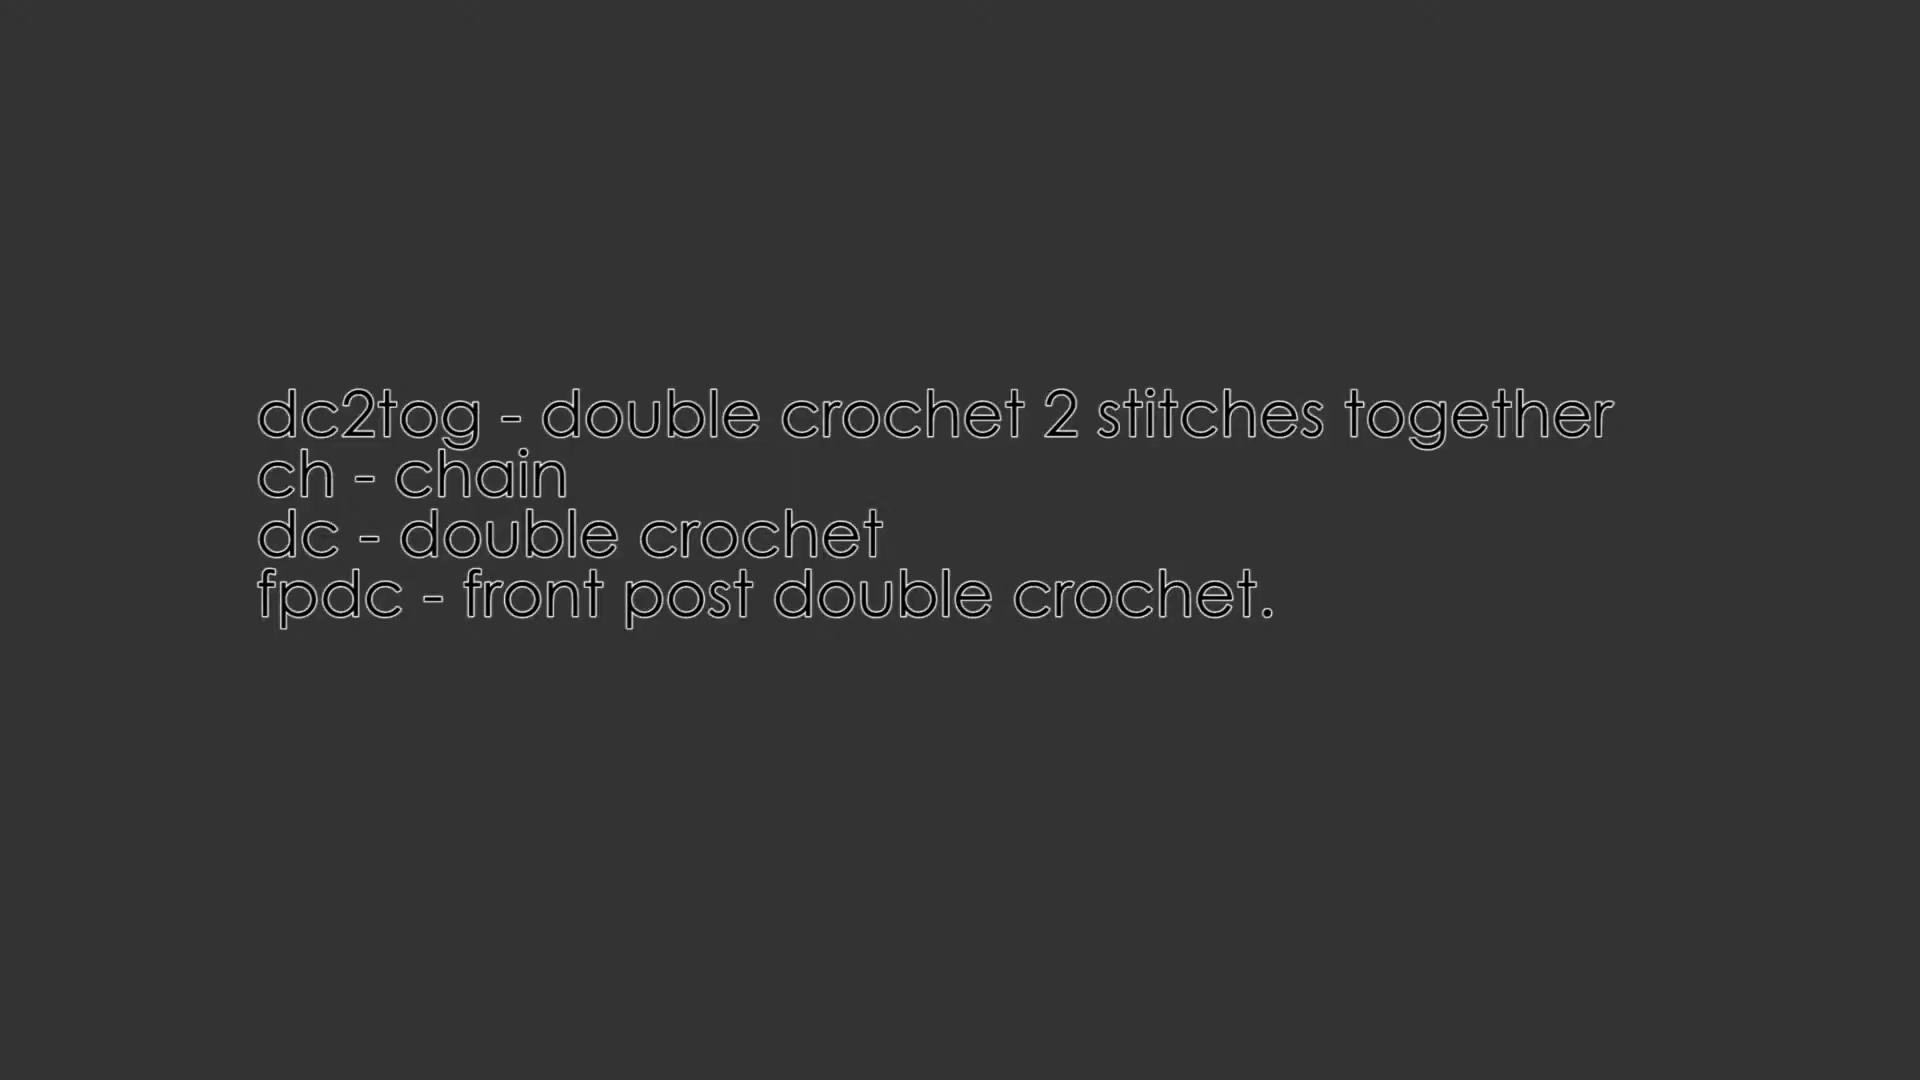 dc2tog - double crochet 2 stitches together
ch - chain
dc - double crochet
fpdc - front post double crochet.